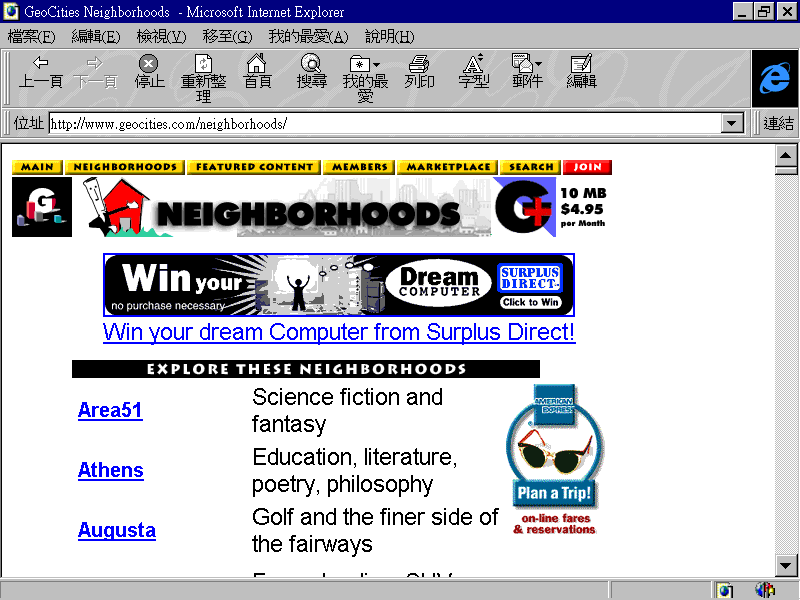 GeoCities Neighborhoods - Microsoft Internet Explorer
檔案(F) 編輯(E) 檢視(V) 移至(G) 我的最愛(A) 說明(H)
上一頁 下一頁 停止 重新整理 首頁 搜尋 我的最愛 列印 字型 郵件 編輯
位址 http://www.geocities.com/neighborhoods/ 連結
MAIN NEIGHBORHOODS FEATURED CONTENT MEMBERS MARKETPLACE SEARCH JOIN
G NEIGHBORHOODS G+ 10 MB
$4.95
per Month
Win your Dream COMPUTER SURPLUS DIRECT
no purchase necessary Click to Win
Win your dream Computer from Surplus Direct!
EXPLORE THESE NEIGHBORHOODS
Area51 Science fiction and
fantasy
AMERICAN EXPRESS
Athens Education, literature,
poetry, philosophy
Plan a Trip!
Augusta Golf and the finer side of
the fairways
on-line fares
& reservations